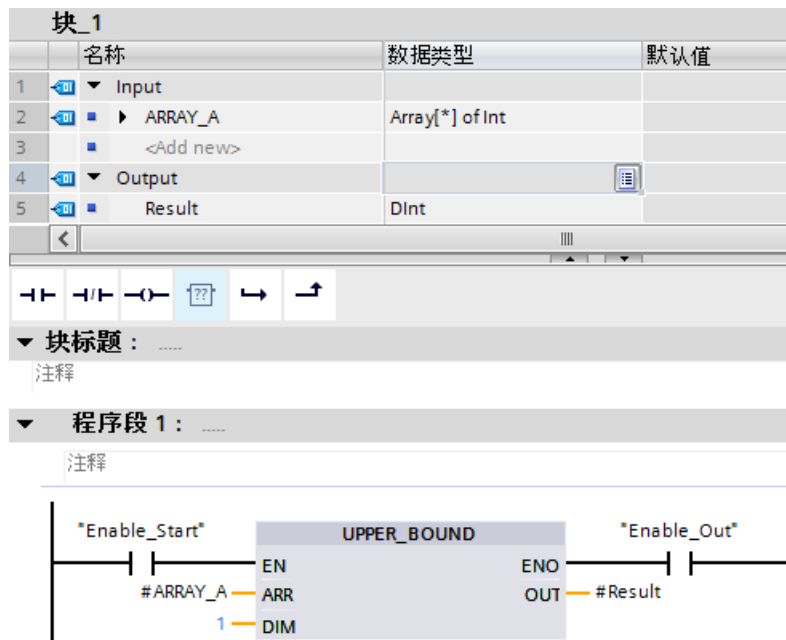 块_1
名称 数据类型 默认值
1 Input
2 ARRAY_A Array[*] of Int
3 <Add new>
4 Output
5 Result DInt
??
块标题： .....
注释
程序段 1： .....
注释
"Enable_Start" UPPER_BOUND "Enable_Out"
EN ENO
#ARRAY_A ARR OUT #Result
1 DIM